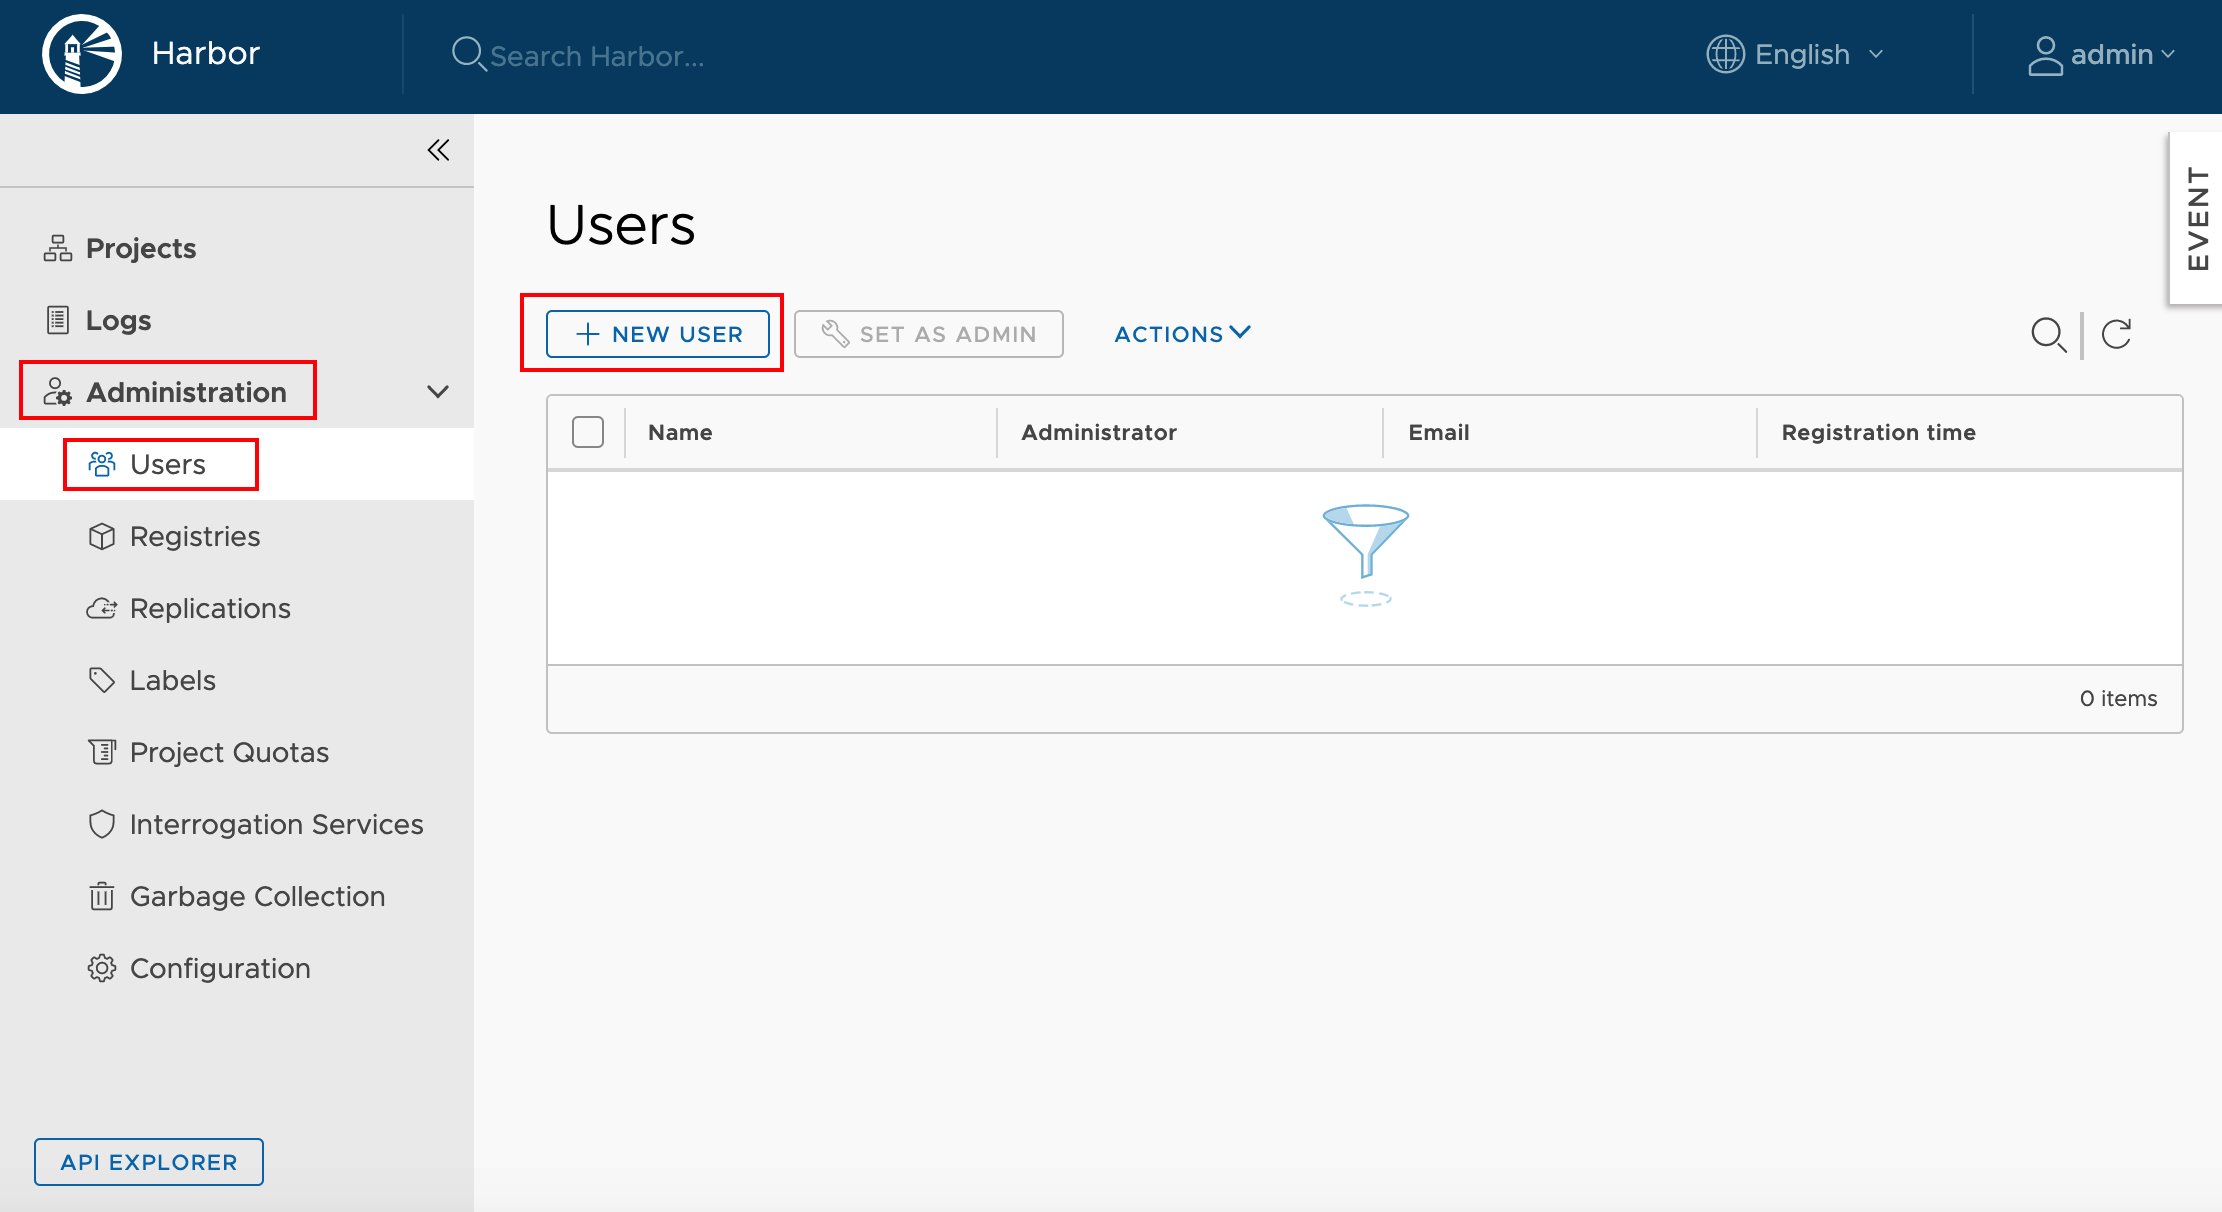 Harbor
Search Harbor...
English
admin
EVENT
Projects
Logs
Administration
Users
Registries
Replications
Labels
Project Quotas
Interrogation Services
Garbage Collection
Configuration
API EXPLORER
Users
NEW USER
SET AS ADMIN
ACTIONS
Name Administrator Email Registration time
0 items